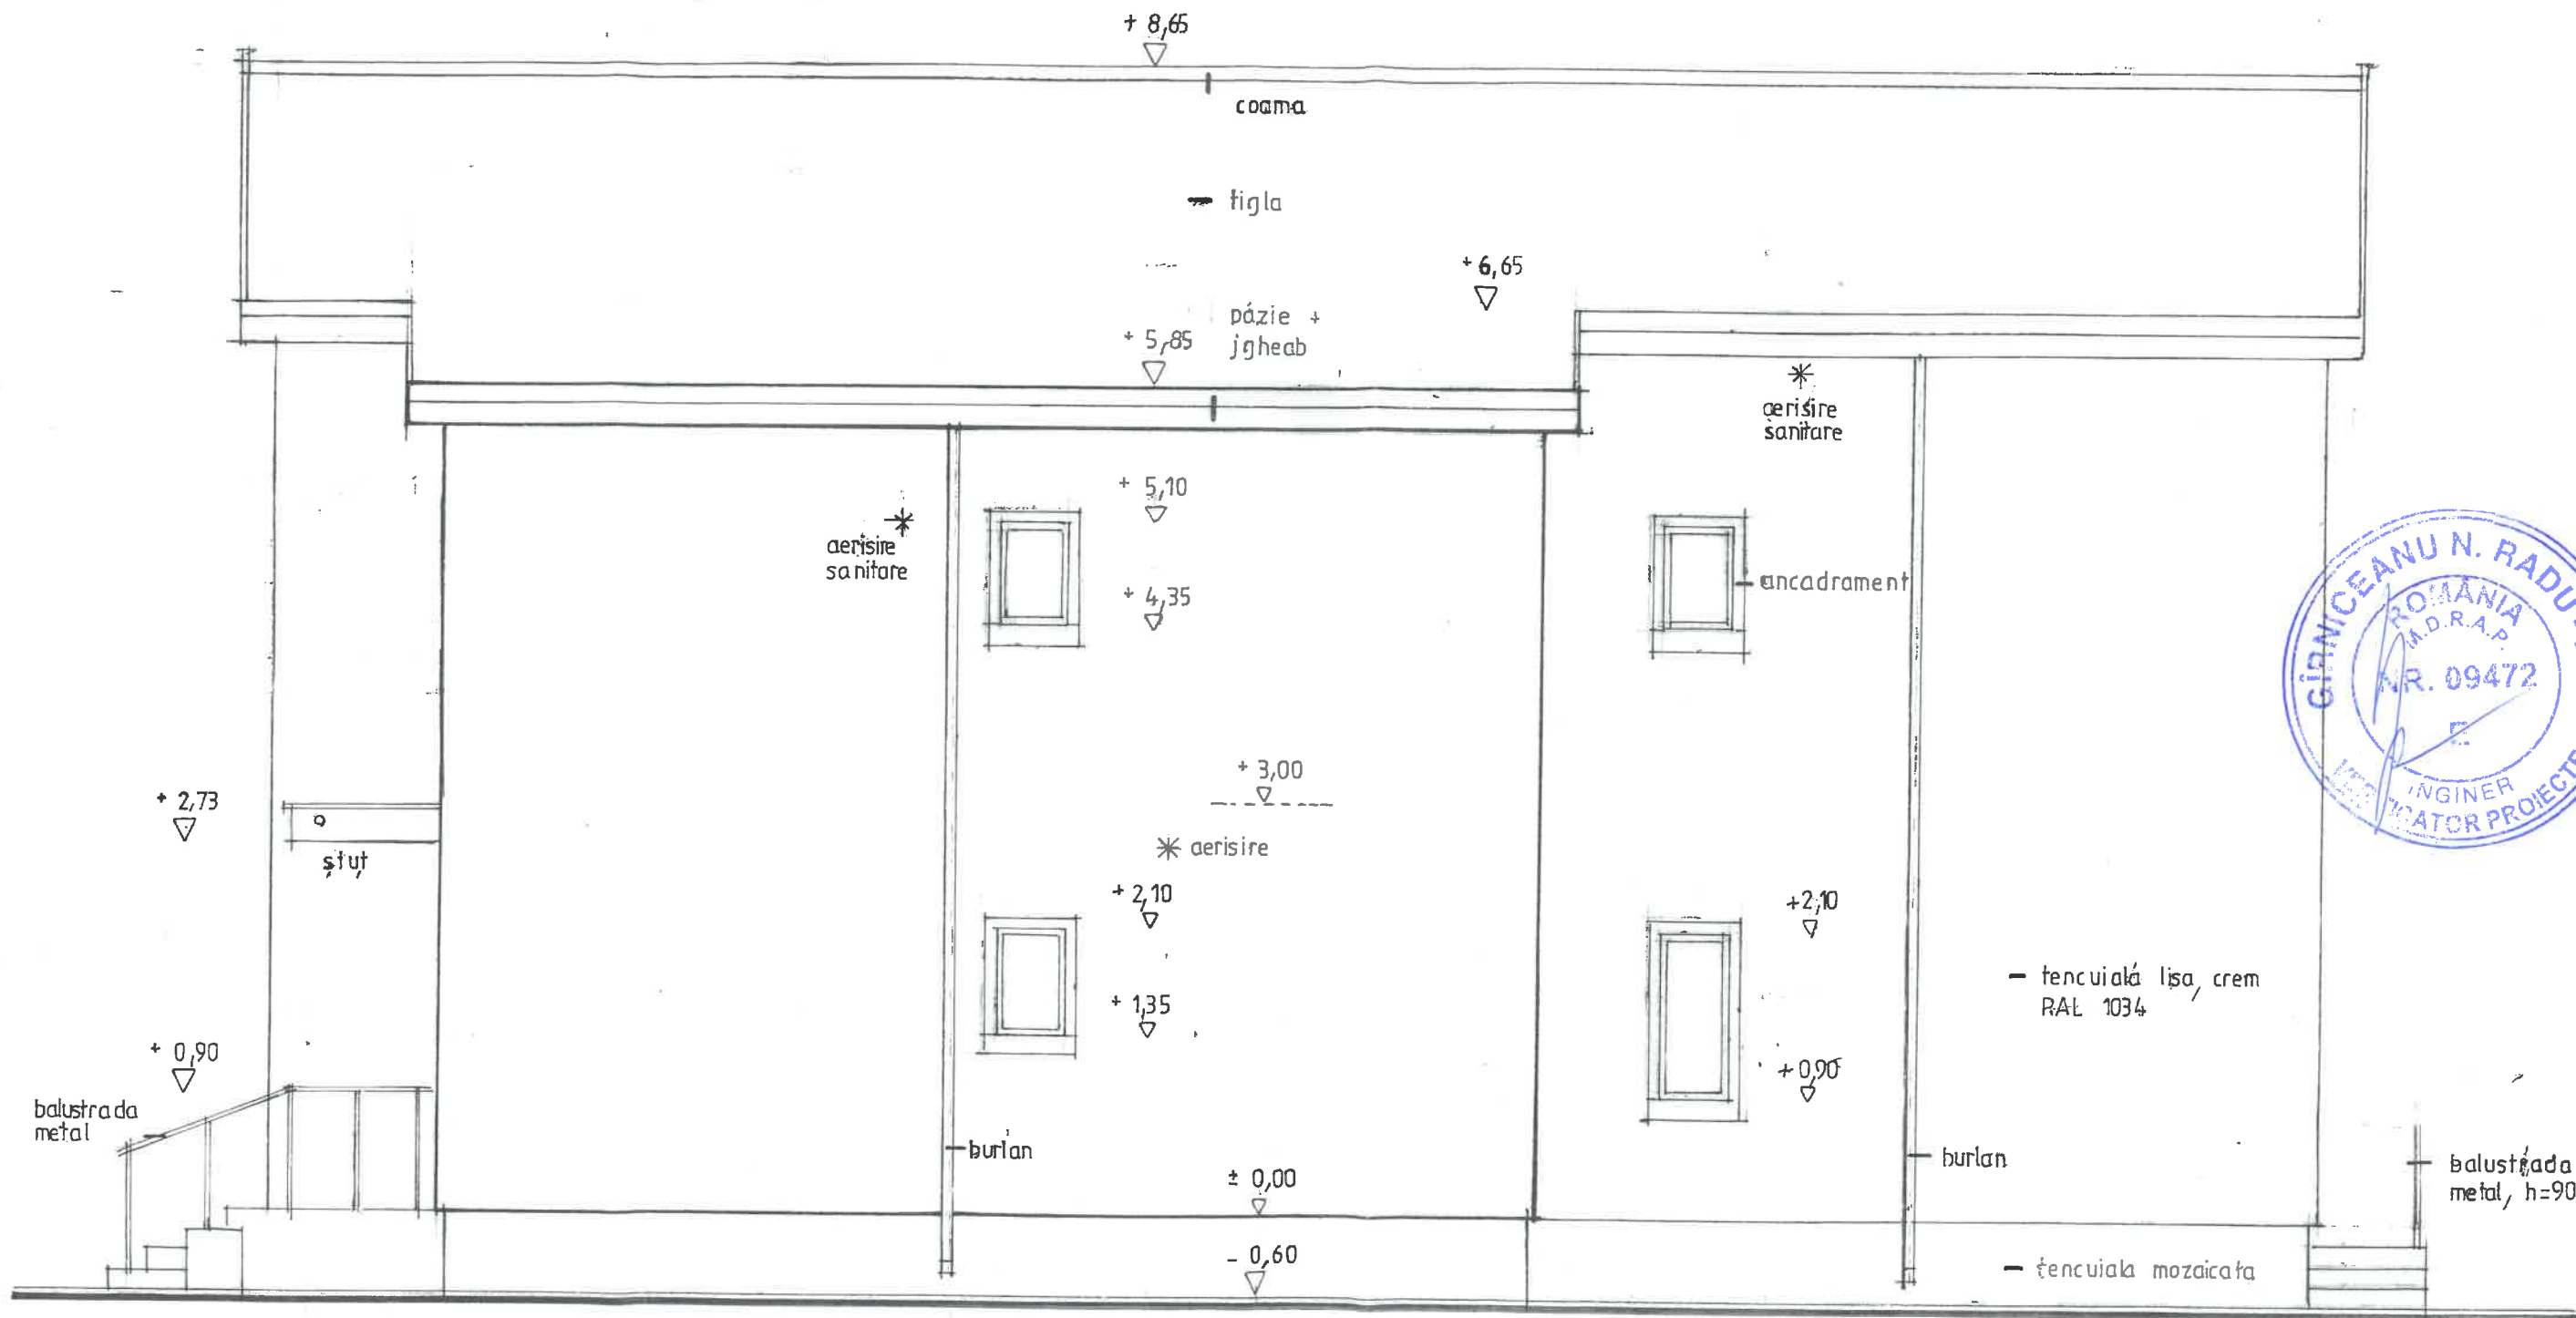 + 8,65
coama
tigla
+ 6,65
pázie +
jgheab
+ 5,85
aerisire
sanitare
+ 5,10
aerisire
sanitare
+ 4,35
ancadrament
GÎRNICEANU N. RADU
ROMÂNIA
M.D.R.A.P.
NR. 09472
E
INGINER
VERIFICATOR PROIECTE
+ 3,00
+ 2,73
ștuț
aerisire
+ 2,10
+2,10
tencuială lisa, crem
RAL 1034
+ 1,35
+ 0,90
+0,90
balustrada
metal
burlan
burlan
balustrada
metal, h=90
± 0,00
- 0,60
tencuiala mozaicata